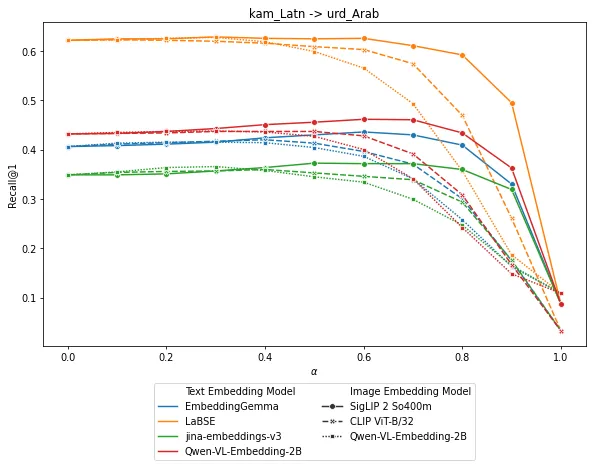 kam_Latn -> urd_Arab
Recall@1
0.6
0.5
0.4
0.3
0.2
0.1
0.0 0.2 0.4 0.6 0.8 1.0
α
Text Embedding Model
EmbeddingGemma
LaBSE
jina-embeddings-v3
Qwen-VL-Embedding-2B
Image Embedding Model
SigLIP 2 So400m
CLIP ViT-B/32
Qwen-VL-Embedding-2B